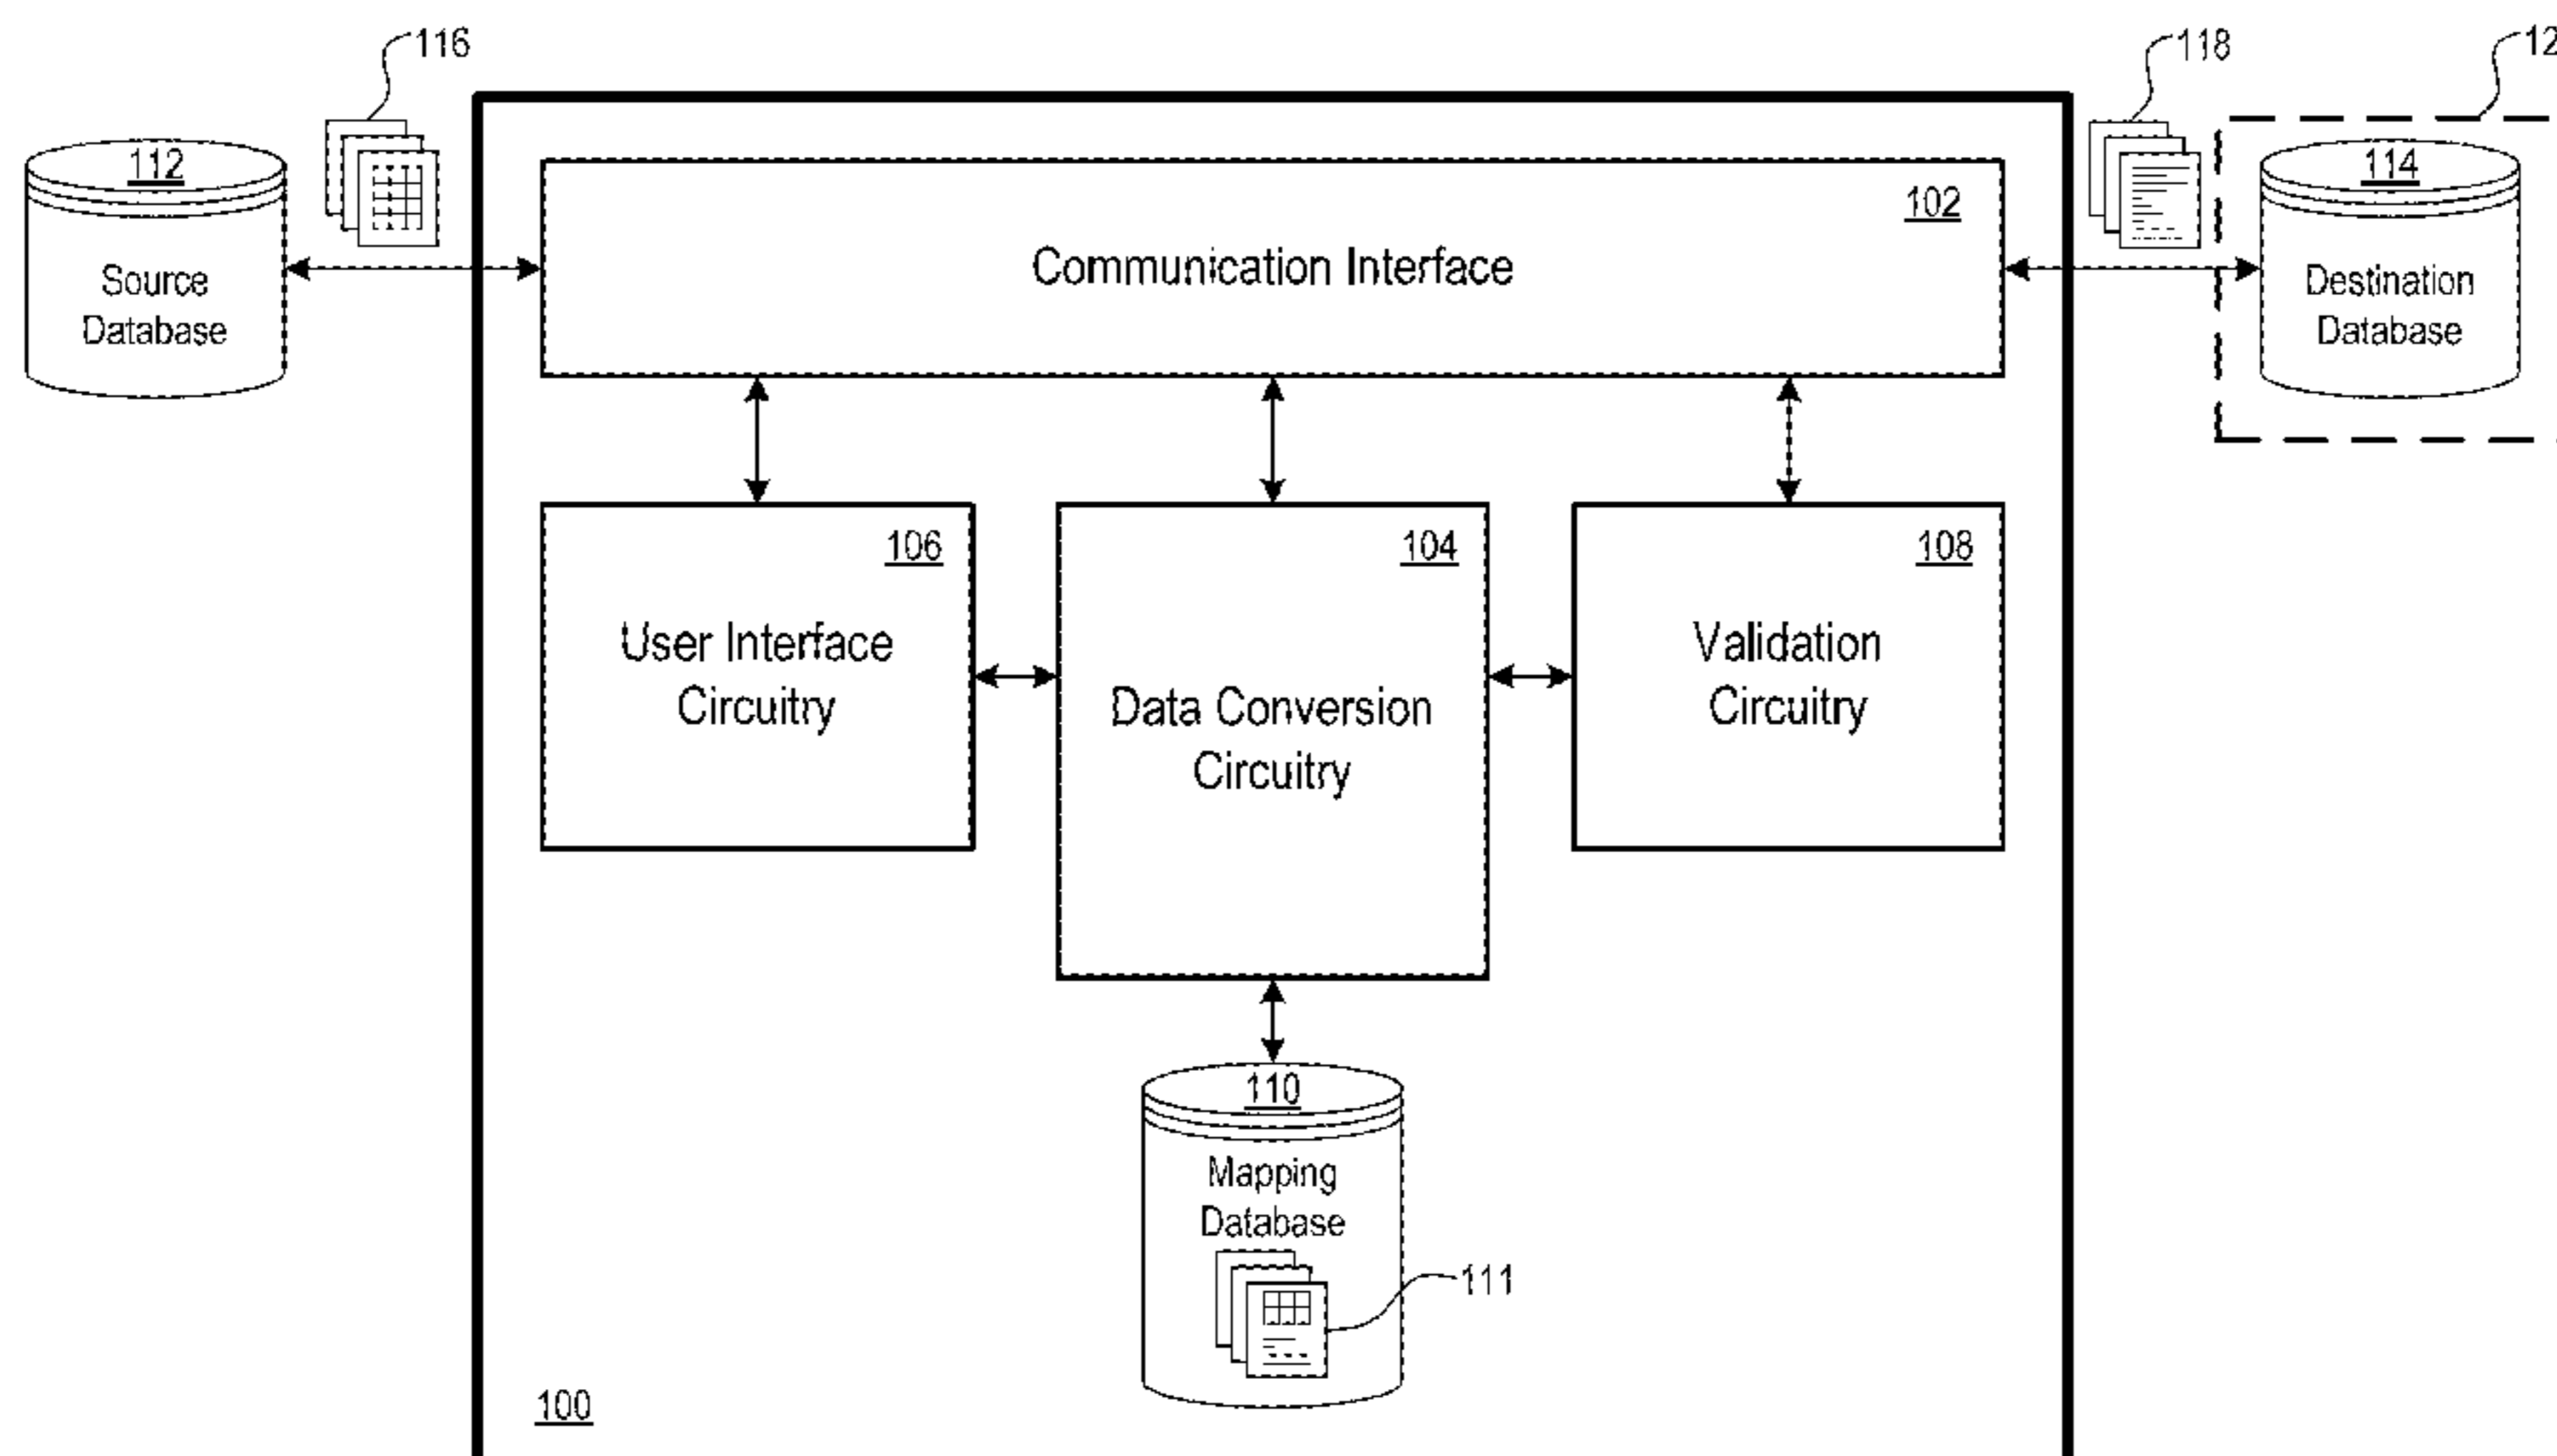 116
118
112
114
102
Source
Database
Communication Interface
Destination
Database
106
104
108
User Interface
Circuitry
Data Conversion
Circuitry
Validation
Circuitry
110
Mapping
Database
111
100